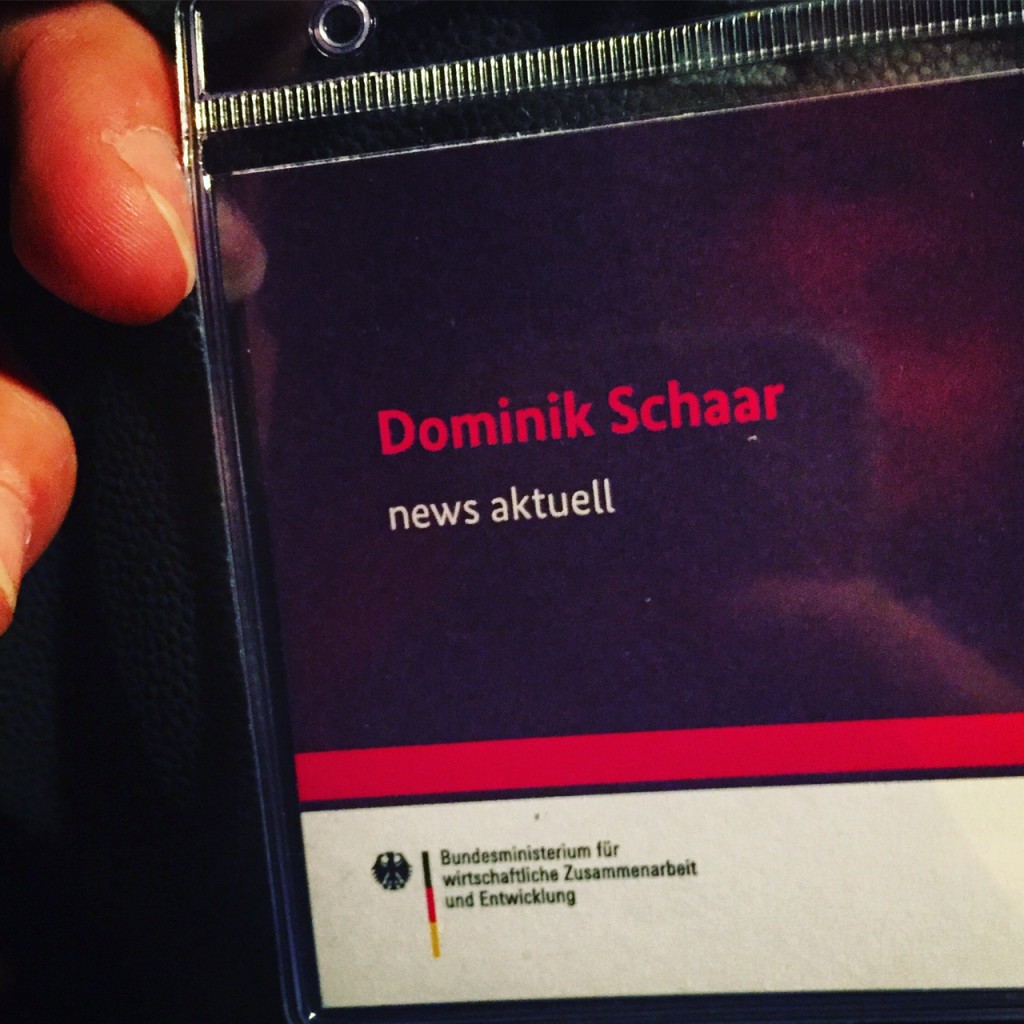 Dominik Schaar
news aktuell
Bundesministerium für
wirtschaftliche Zusammenarbeit
und Entwicklung